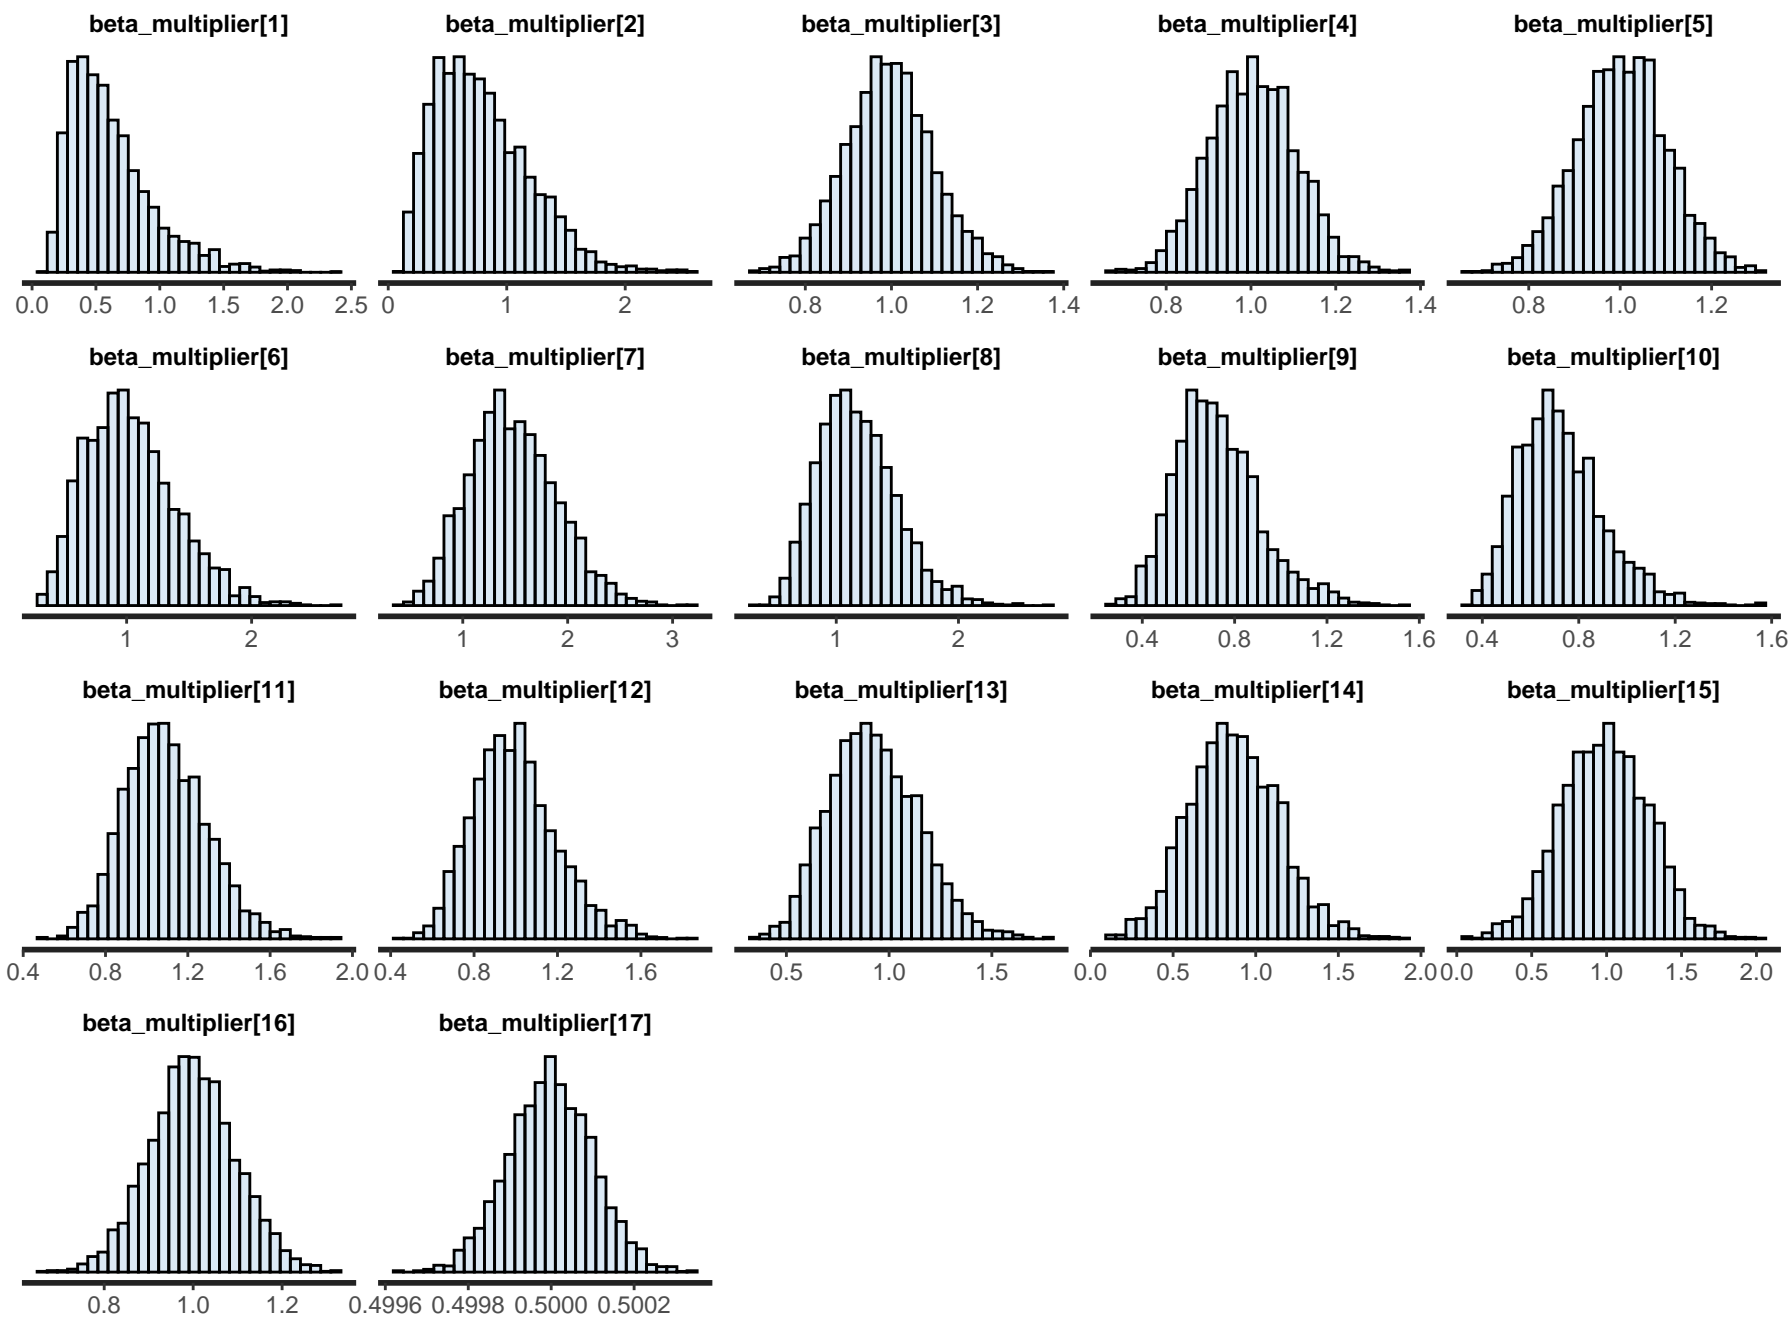 beta_multiplier[1] beta_multiplier[2] beta_multiplier[3] beta_multiplier[4] beta_multiplier[5]
0.0 0.5 1.0 1.5 2.0 2.5 0 1 2 0.8 1.0 1.2 1.4 0.8 1.0 1.2 1.4 0.8 1.0 1.2
beta_multiplier[6] beta_multiplier[7] beta_multiplier[8] beta_multiplier[9] beta_multiplier[10]
1 2 1 2 3 1 2 0.4 0.8 1.2 1.6 0.4 0.8 1.2 1.6
beta_multiplier[11] beta_multiplier[12] beta_multiplier[13] beta_multiplier[14] beta_multiplier[15]
0.4 0.8 1.2 1.6 2.0 0.4 0.8 1.2 1.6 0.5 1.0 1.5 0.0 0.5 1.0 1.5 2.0 0.0 0.5 1.0 1.5 2.0
beta_multiplier[16] beta_multiplier[17]
0.8 1.0 1.2 0.4996 0.4998 0.5000 0.5002